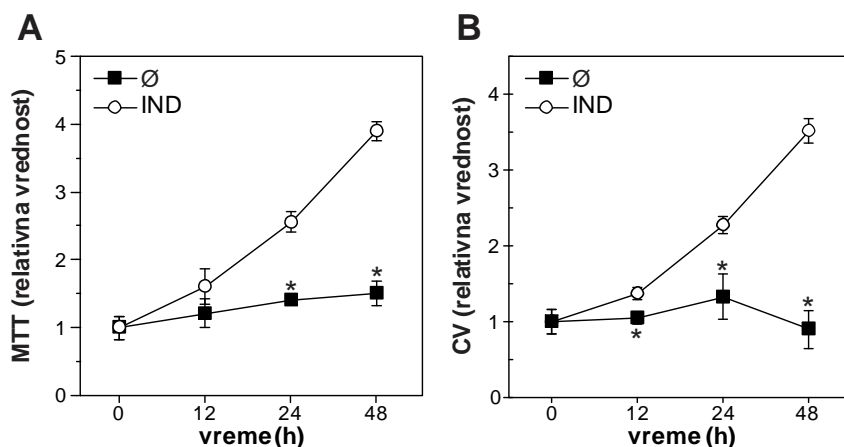 A
MTT (relativna vrednost)
5
4
3
2
1
0
Ø
IND
*
*
0
12
24
48
vreme (h)
B
CV (relativna vrednost)
4
3
2
1
0
Ø
IND
*
*
*
0
12
24
48
vreme (h)